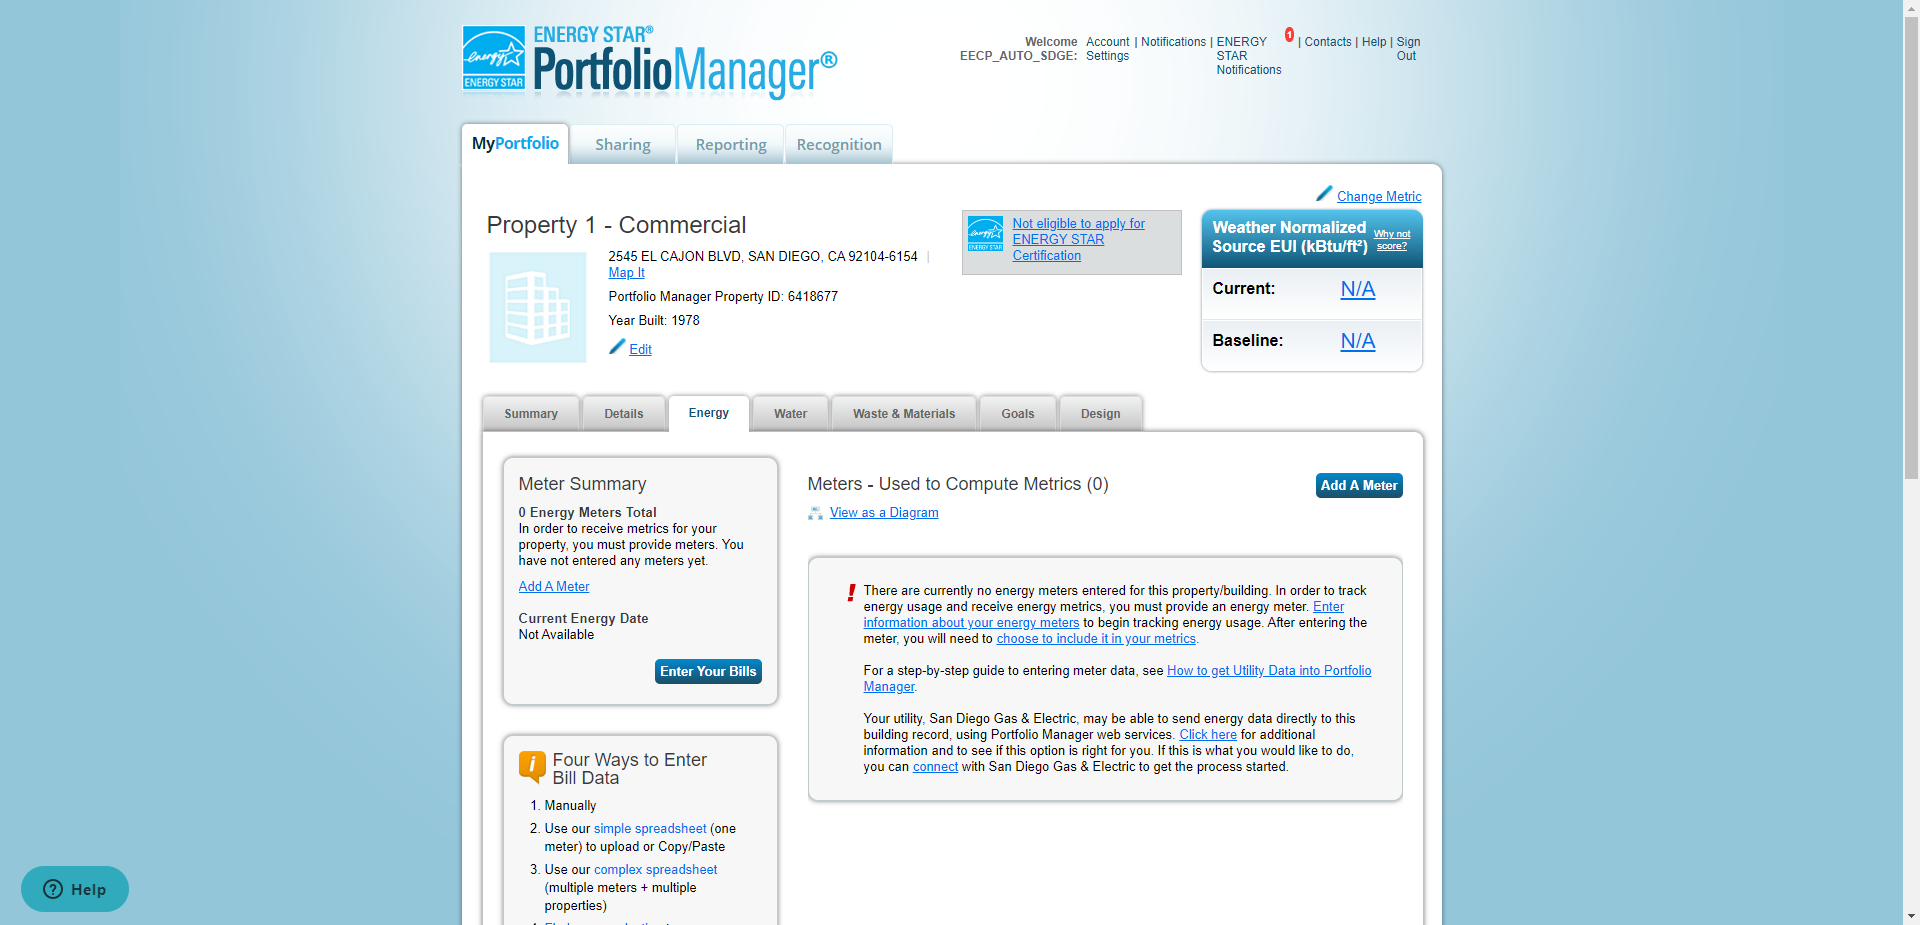 ENERGY STAR®
PortfolioManager®
energy
ENERGY STAR
Welcome
EECP_AUTO_SDGE:
Account
Settings
| Notifications |
ENERGY
STAR
Notifications
1
| Contacts | Help | Sign
Out
MyPortfolio
Sharing
Reporting
Recognition
Change Metric
Property 1 - Commercial
2545 EL CAJON BLVD, SAN DIEGO, CA 92104-6154 |
Map It
Portfolio Manager Property ID: 6418677
Year Built: 1978
Edit
energy
ENERGY STAR
Not eligible to apply for
ENERGY STAR
Certification
Weather Normalized
Source EUI (kBtu/ft²)
Why not
score?
Current: N/A
Baseline: N/A
Summary
Details
Energy
Water
Waste & Materials
Goals
Design
Meter Summary
0 Energy Meters Total
In order to receive metrics for your
property, you must provide meters. You
have not entered any meters yet.
Add A Meter
Current Energy Date
Not Available
Enter Your Bills
i
Four Ways to Enter
Bill Data
1. Manually
2. Use our simple spreadsheet (one
meter) to upload or Copy/Paste
3. Use our complex spreadsheet
(multiple meters + multiple
properties)
Meters - Used to Compute Metrics (0)
Add A Meter
View as a Diagram
! There are currently no energy meters entered for this property/building. In order to track
energy usage and receive energy metrics, you must provide an energy meter. Enter
information about your energy meters to begin tracking energy usage. After entering the
meter, you will need to choose to include it in your metrics.
For a step-by-step guide to entering meter data, see How to get Utility Data into Portfolio
Manager.
Your utility, San Diego Gas & Electric, may be able to send energy data directly to this
building record, using Portfolio Manager web services. Click here for additional
information and to see if this option is right for you. If this is what you would like to do,
you can connect with San Diego Gas & Electric to get the process started.
? Help